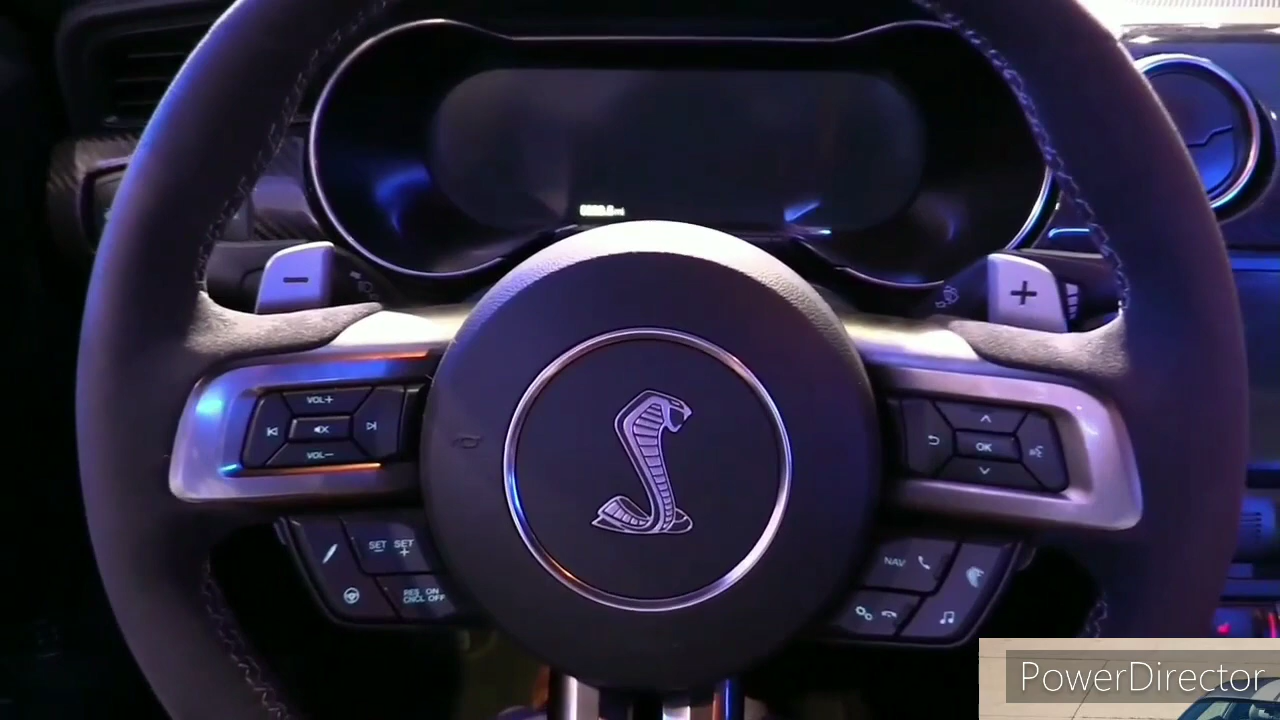 VOL+
VOL-
OK
SET - SET +
RES CNCL ON OFF
NAV
PowerDirector